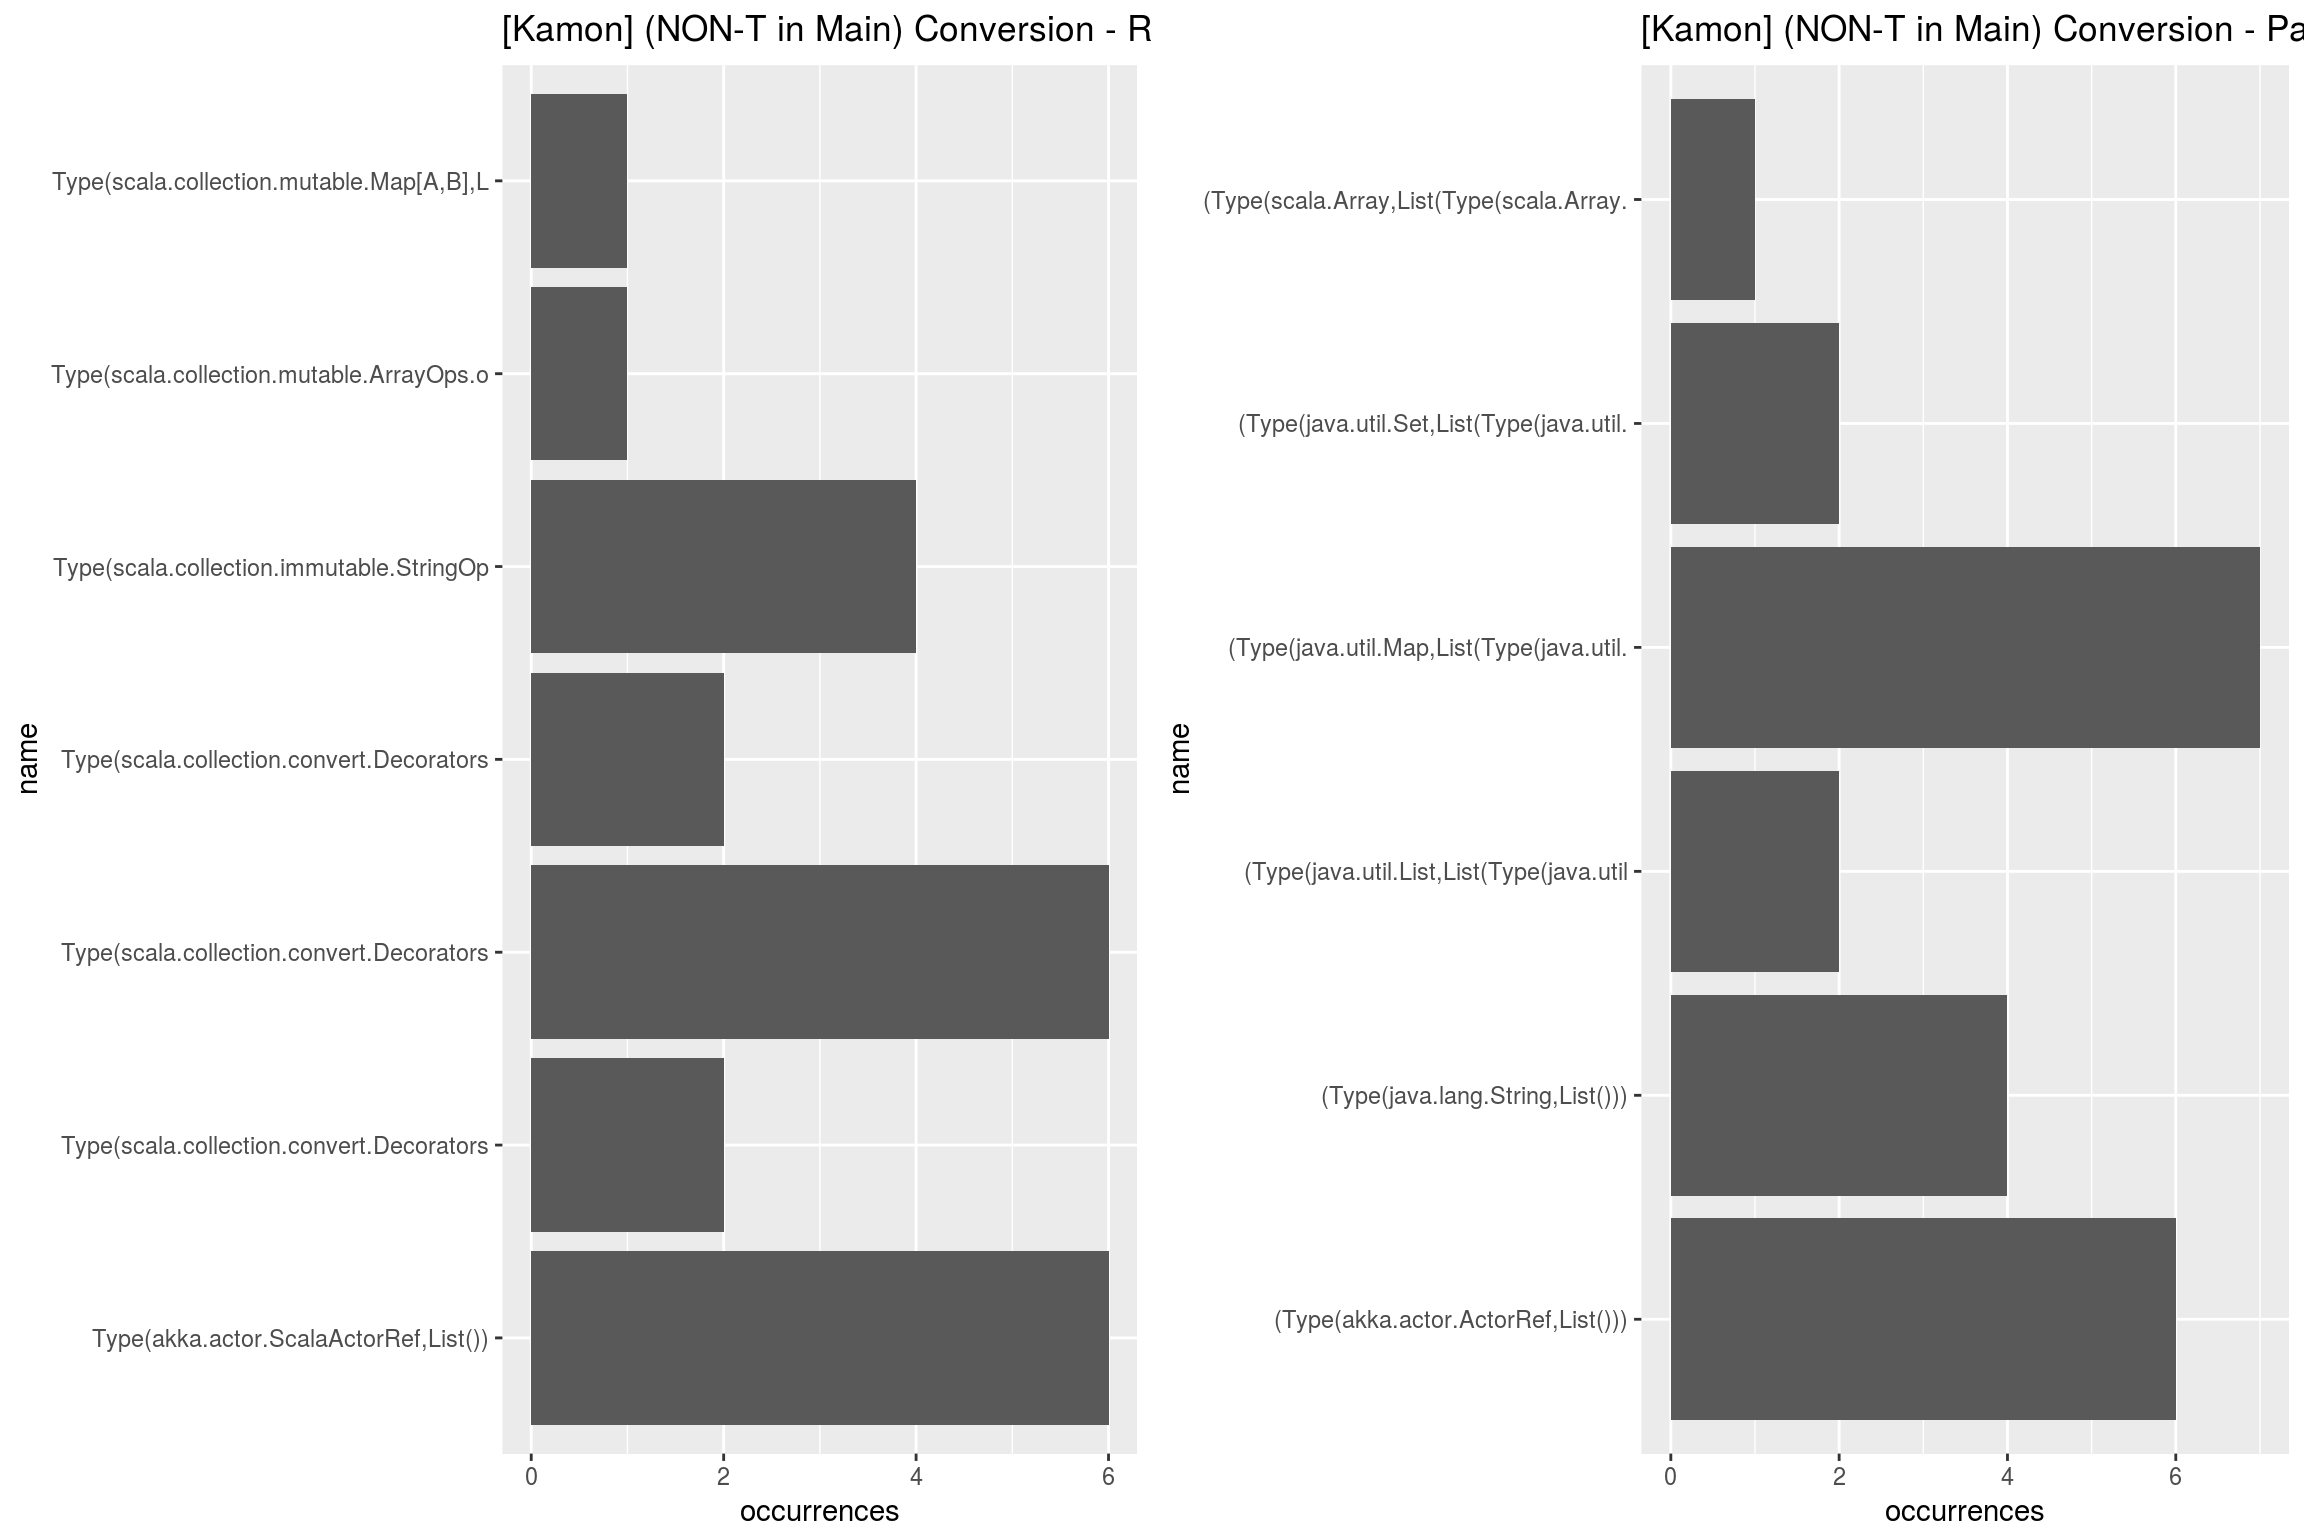 [Kamon] (NON-T in Main) Conversion - R
Type(scala.collection.mutable.Map[A,B],L
Type(scala.collection.mutable.ArrayOps.o
Type(scala.collection.immutable.StringOp
Type(scala.collection.convert.Decorators
Type(scala.collection.convert.Decorators
Type(scala.collection.convert.Decorators
Type(akka.actor.ScalaActorRef,List())
name
0 2 4 6
occurrences
[Kamon] (NON-T in Main) Conversion - Pa
(Type(scala.Array,List(Type(scala.Array.
(Type(java.util.Set,List(Type(java.util.
(Type(java.util.Map,List(Type(java.util.
(Type(java.util.List,List(Type(java.util
(Type(java.lang.String,List()))
(Type(akka.actor.ActorRef,List()))
name
0 2 4 6
occurrences